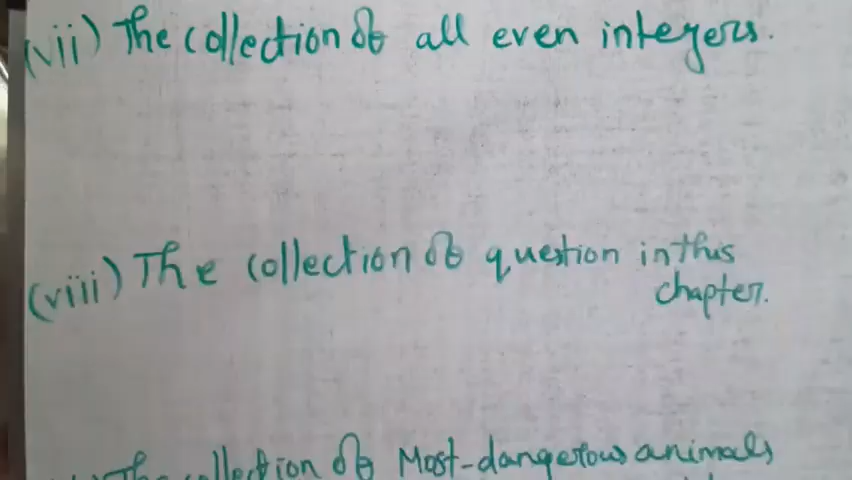 (vii) The collection of all even integers.
(viii) The collection of question in this
chapter.
The collection of Most-dangerous animals